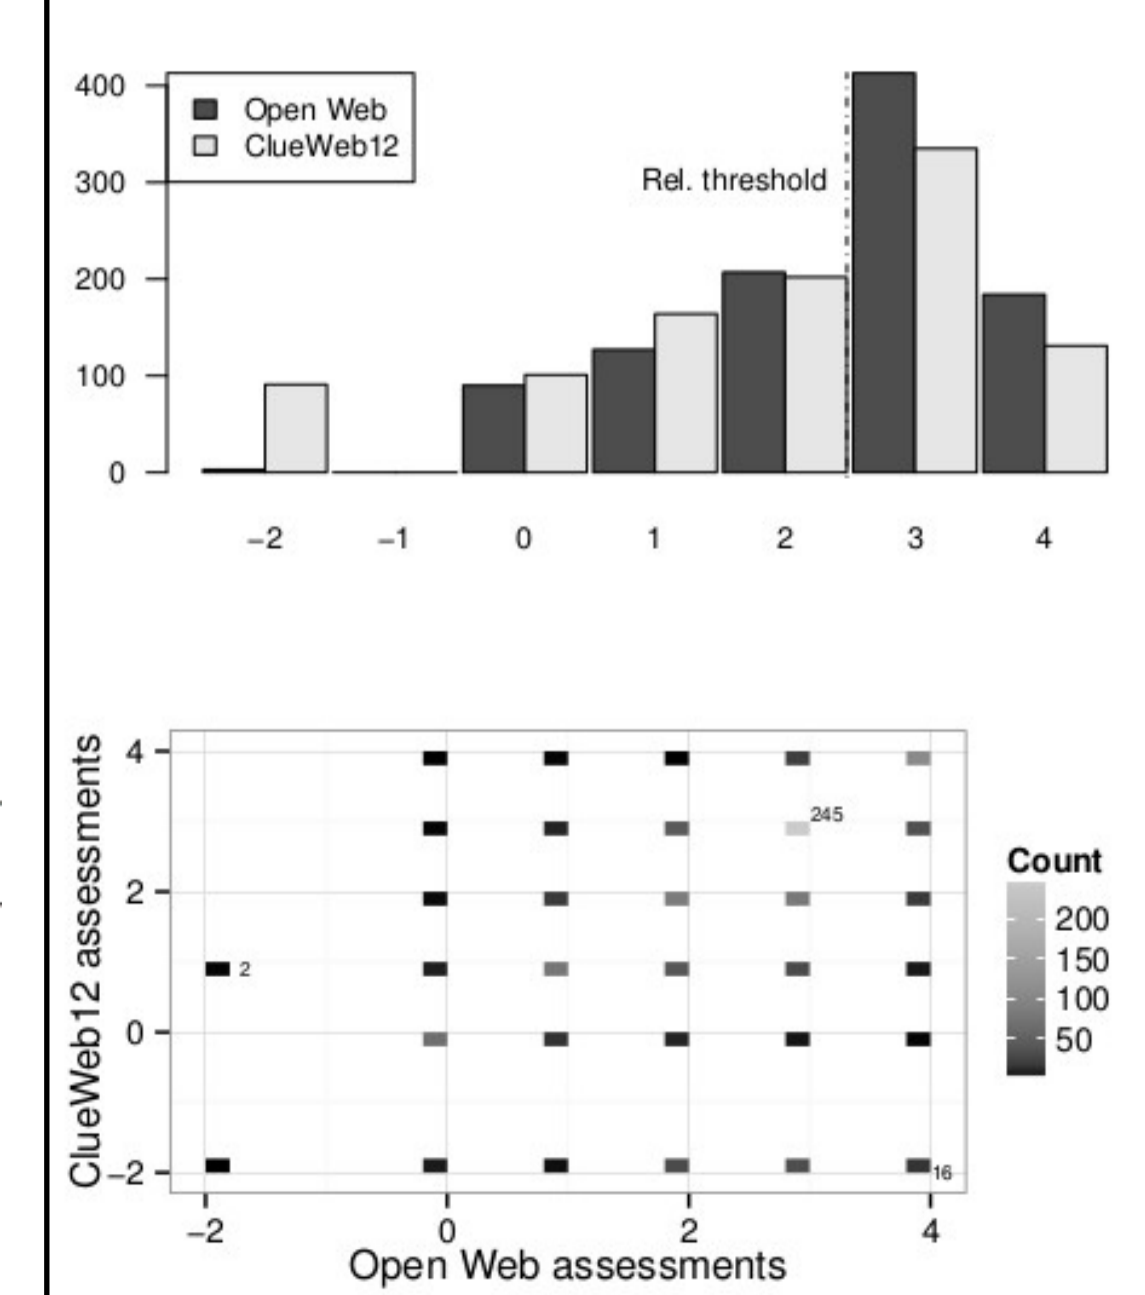 400
Open Web
ClueWeb12
300
Rel. threshold
200
100
0
−2 −1 0 1 2 3 4
ClueWeb12 assessments
4
245
2
2
0
−2
16
−2 0 2 4
Open Web assessments
Count
200
150
100
50